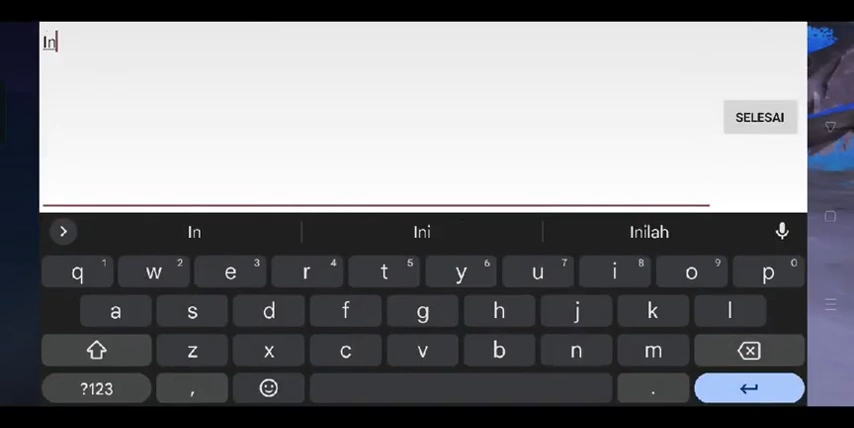 In
SELESAI
In Ini Inilah
q 1 w 2 e 3 r 4 t 5 y 6 u 7 i 8 o 9 p 0
a s d f g h j k l
z x c v b n m
?123 , .